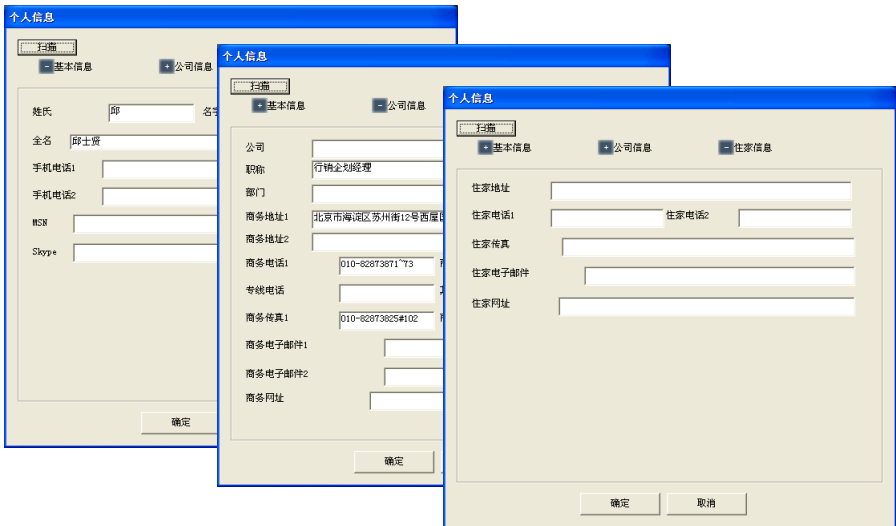 个人信息
扫描
基本信息 公司信息
姓氏 邱 名字
全名 邱士贤
手机电话1
手机电话2
MSN
Skype
确定
个人信息
扫描
基本信息 公司信息
公司
职称 行销企划经理
部门
商务地址1 北京市海淀区苏州街12号西屋
商务地址2
商务电话1 010-82873871~73
专线电话
商务传真1 010-82873825#102
商务电子邮件1
商务电子邮件2
商务网址
确定
个人信息
扫描
基本信息 公司信息 住家信息
住家地址
住家电话1 住家电话2
住家传真
住家电子邮件
住家网址
确定 取消